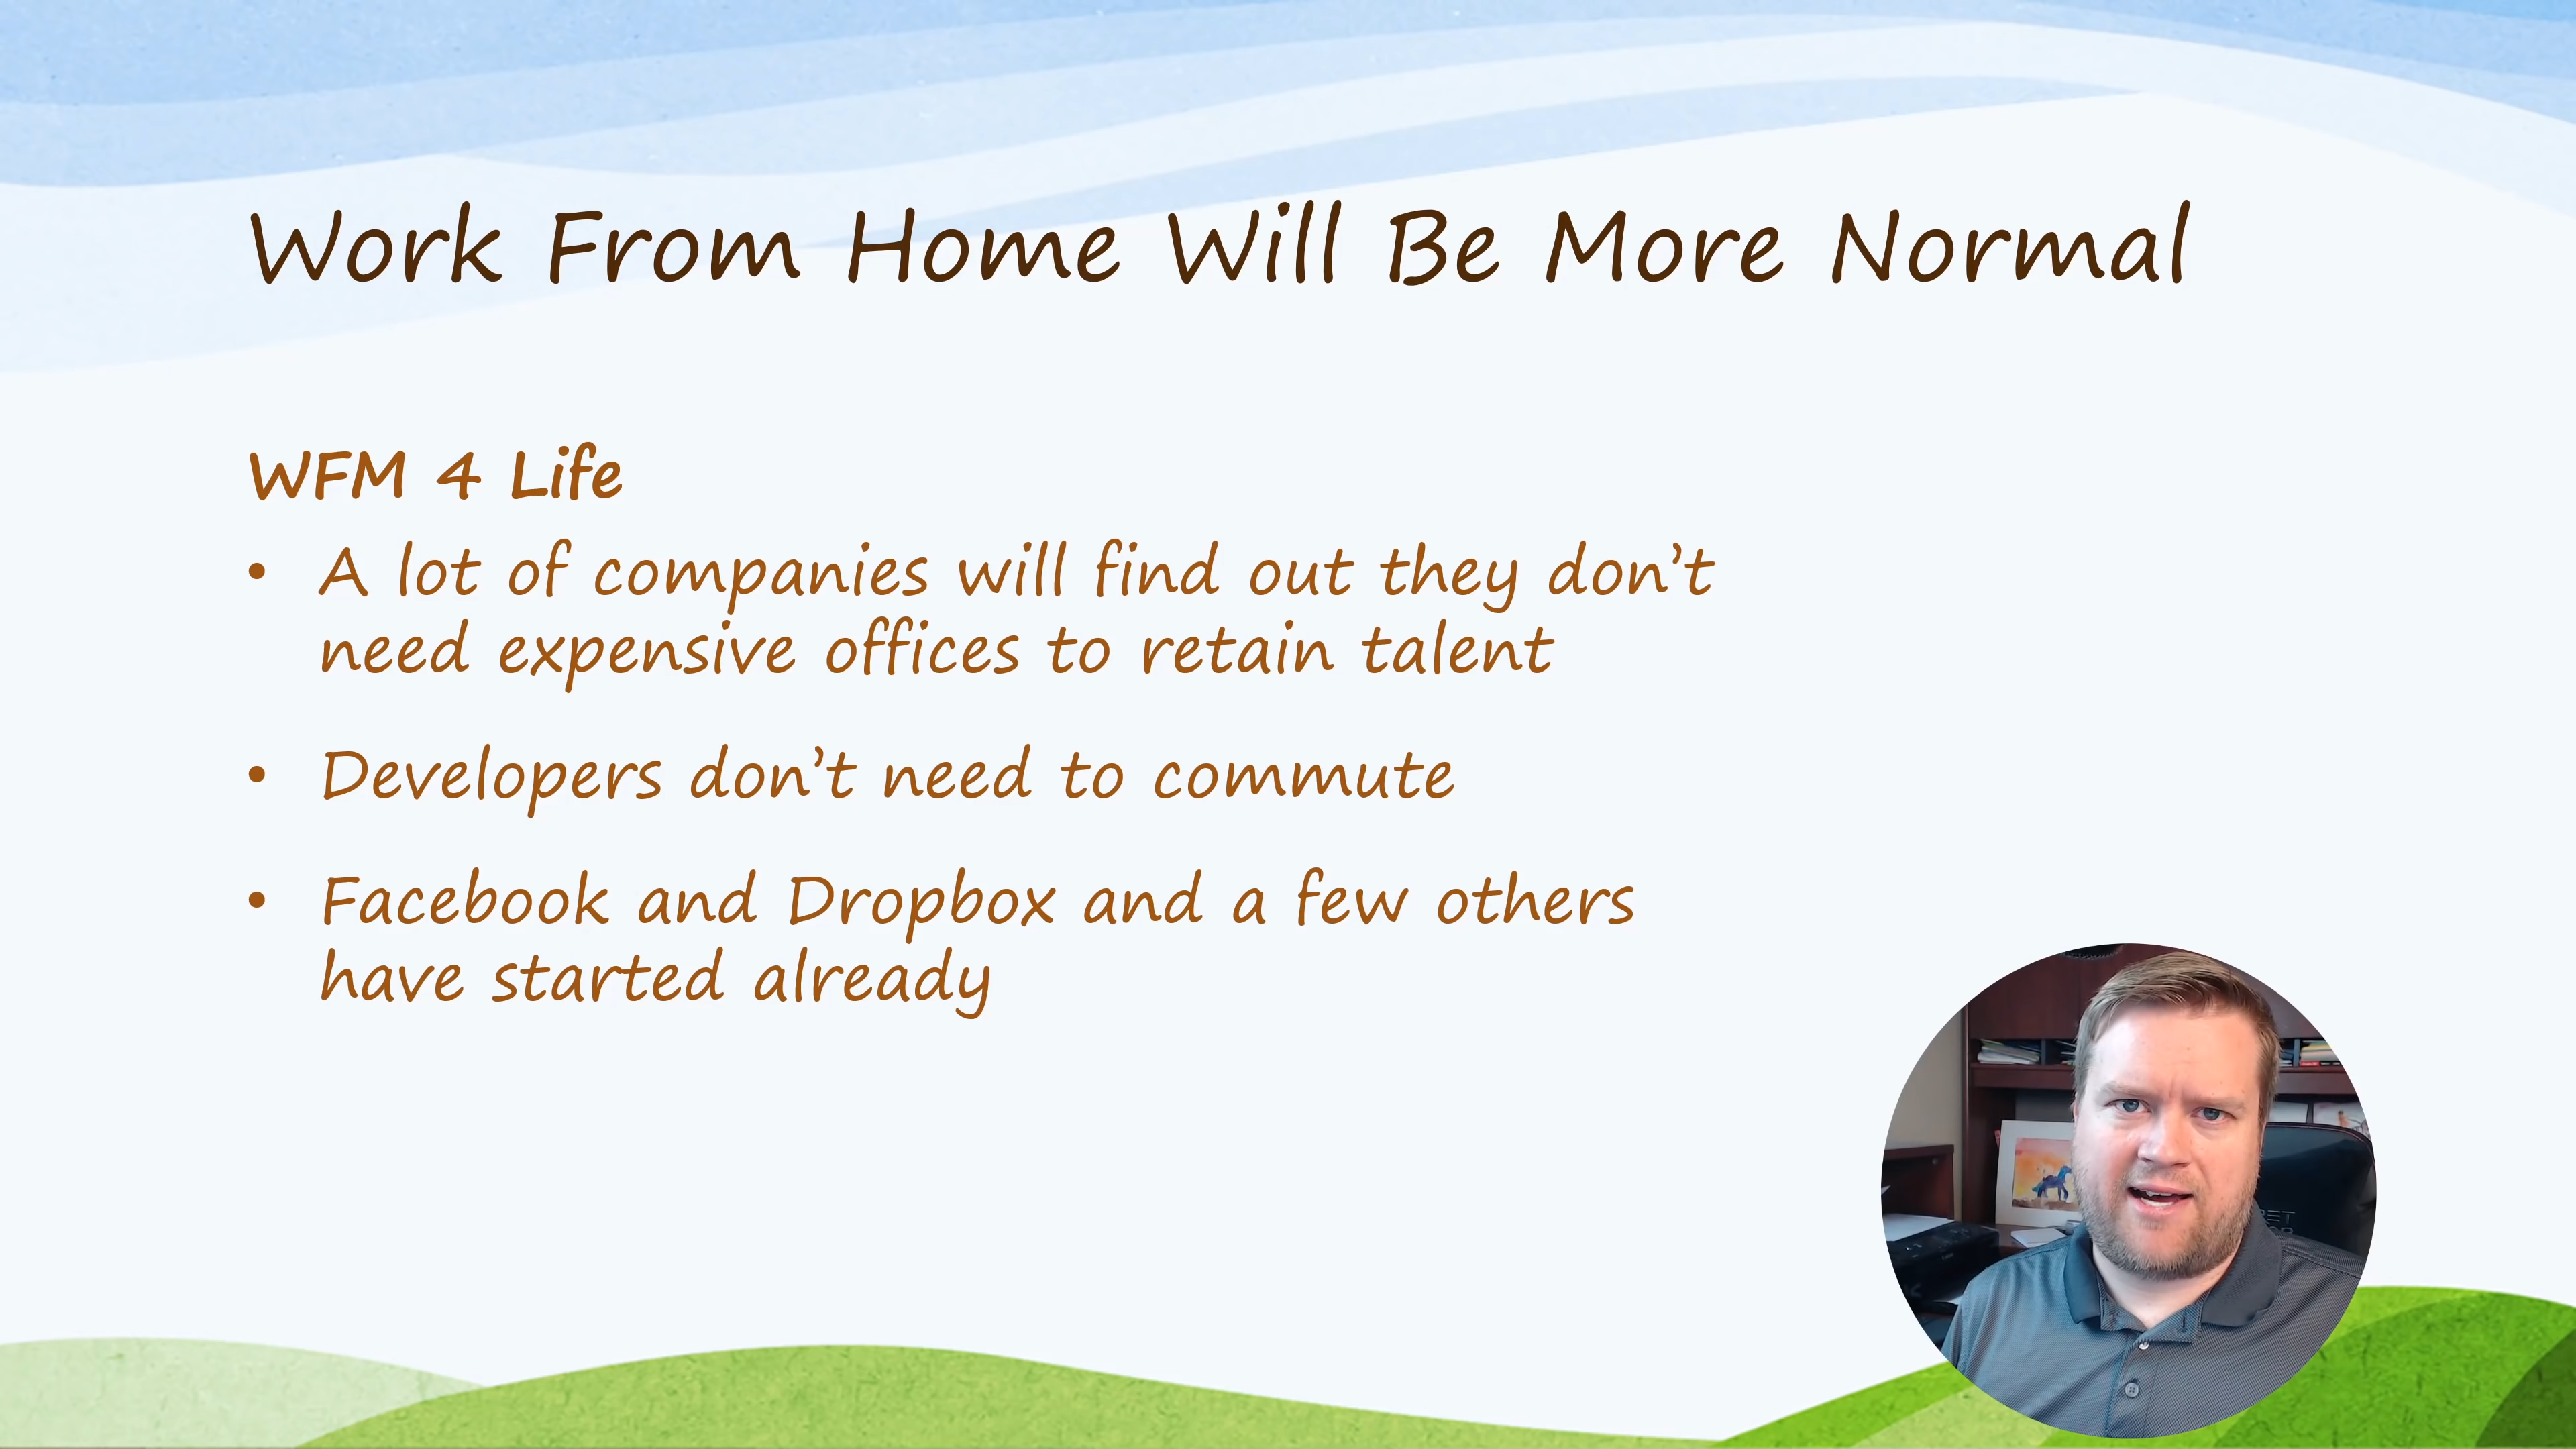 Work From Home Will Be More Normal
WFM 4 Life
• A lot of companies will find out they don’t
need expensive offices to retain talent
• Developers don’t need to commute
• Facebook and Dropbox and a few others
have started already